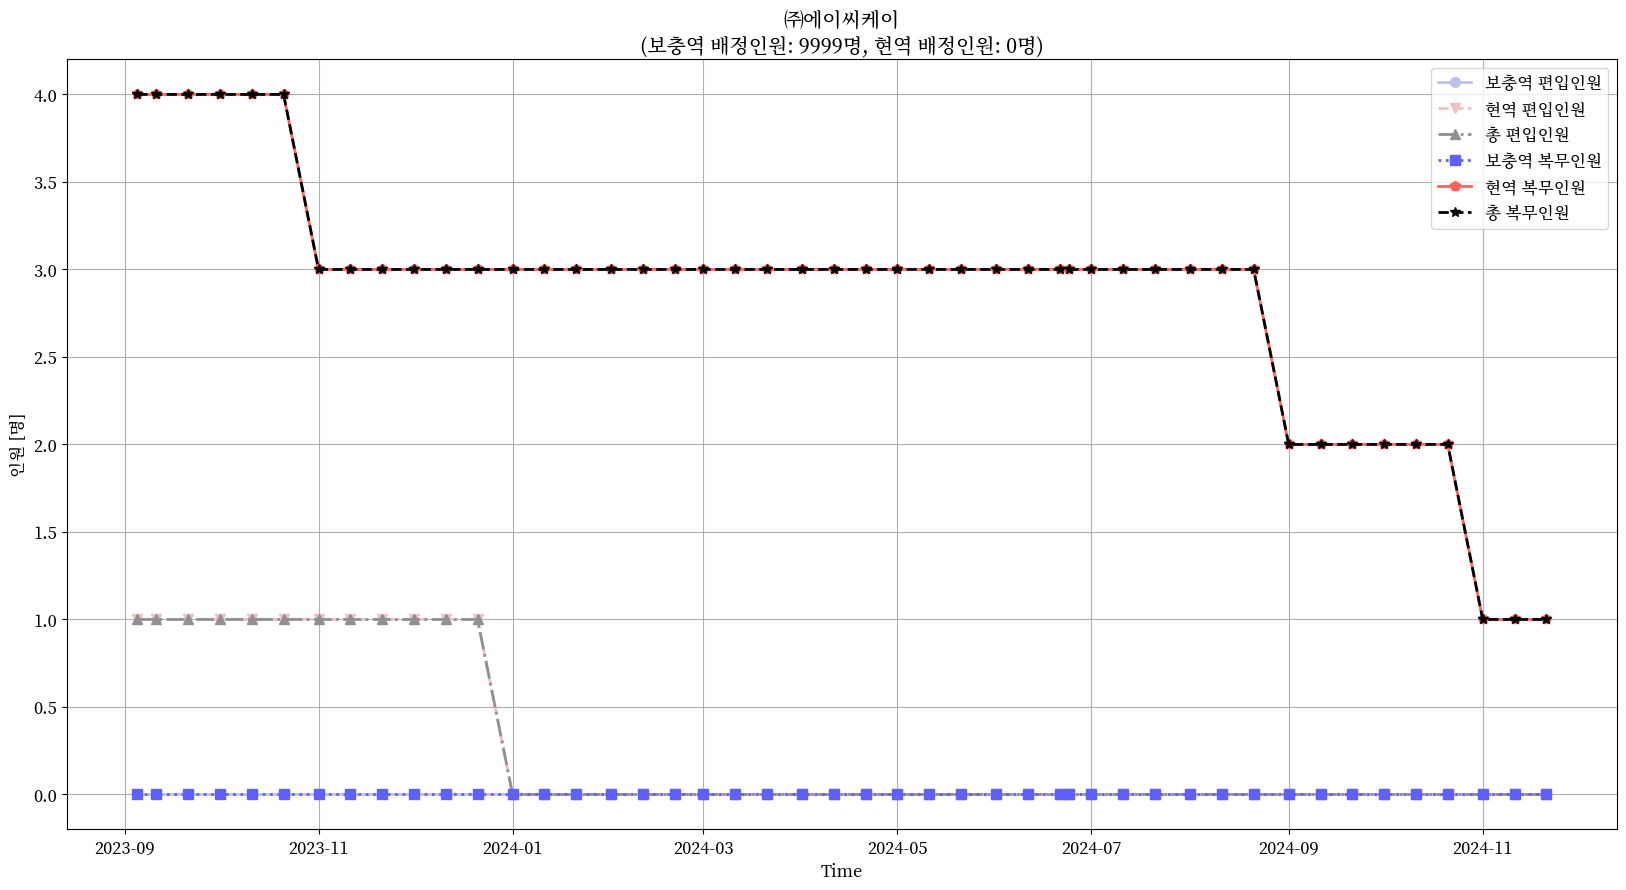 ㈜에이씨케이
(보충역 배정인원: 9999명, 현역 배정인원: 0명)
보충역 편입인원
현역 편입인원
총 편입인원
보충역 복무인원
현역 복무인원
총 복무인원
인원 [명]
4.0
3.5
3.0
2.5
2.0
1.5
1.0
0.5
0.0
2023-09 2023-11 2024-01 2024-03 2024-05 2024-07 2024-09 2024-11
Time